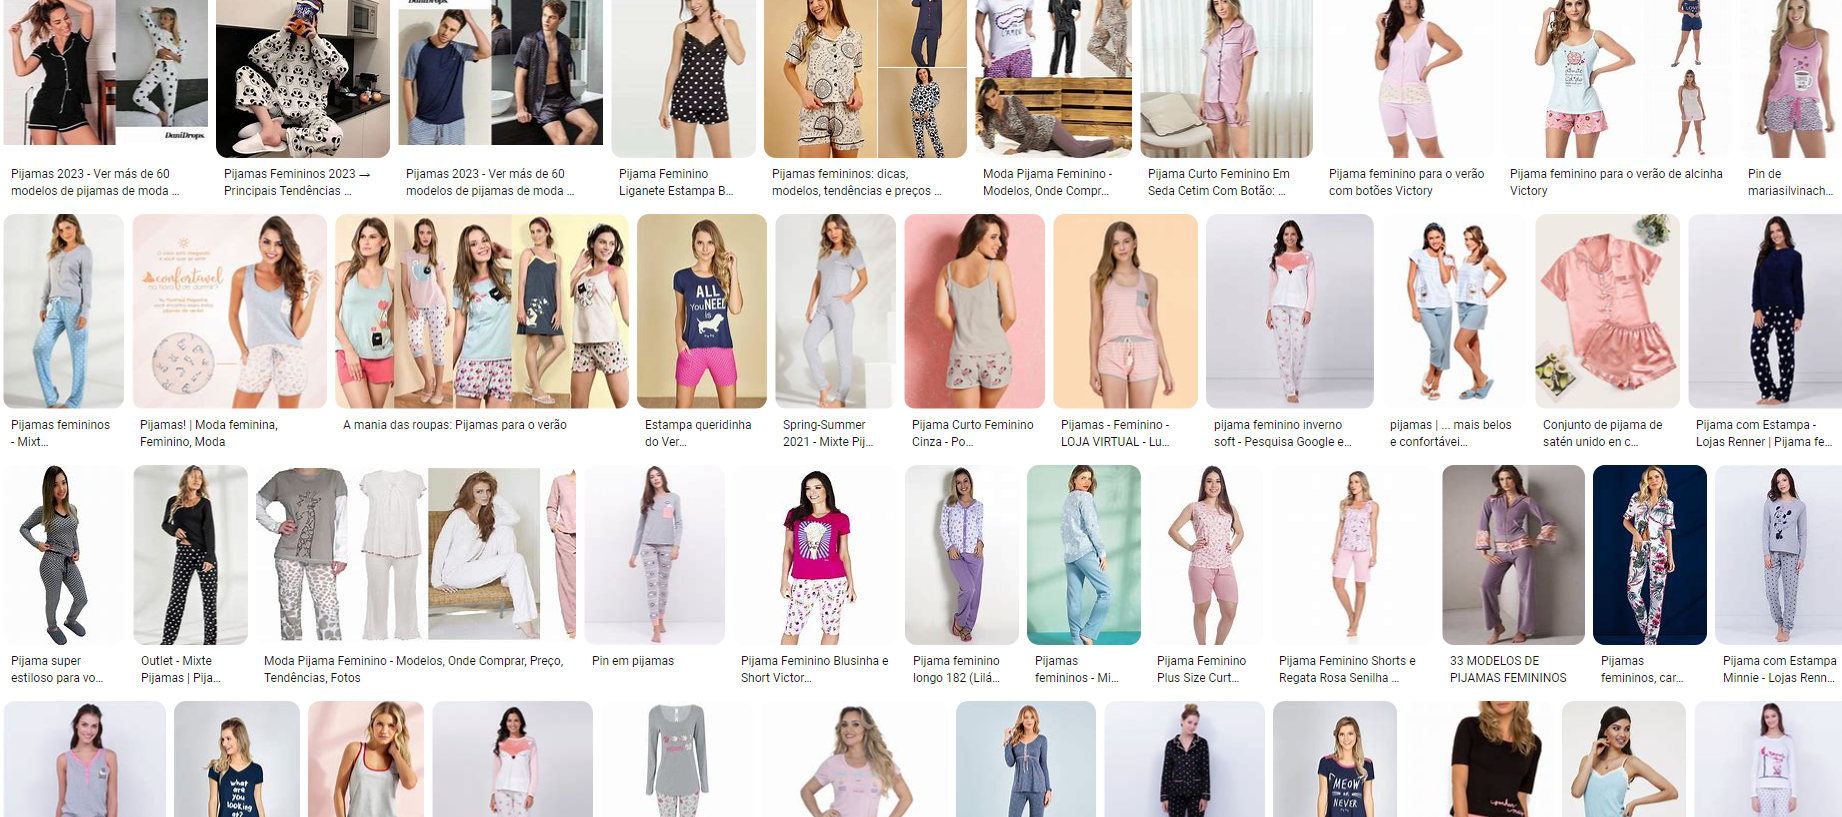 DaniDrops.
DaniDrops.
Pijamas 2023 - Ver más de 60
modelos de pijamas de moda ...
Pijamas Femininos 2023 →
Principais Tendências ...
Pijamas 2023 - Ver más de 60
modelos de pijamas de moda ...
Pijama Feminino
Liganete Estampa B...
Pijamas femininos: dicas,
modelos, tendências e preços ...
Moda Pijama Feminino -
Modelos, Onde Compr...
Pijama Curto Feminino Em
Seda Cetim Com Botão: ...
Pijama feminino para o verão
com botões Victory
Pijama feminino para o verão de alcinha
Victory
Pin de
mariasilvinach...
confortável
na hora de dormir?
ALL
You NEED
is
Pijamas femininos
- Mixt...
Pijamas! | Moda feminina,
Feminino, Moda
A mania das roupas: Pijamas para o verão
Estampa queridinha
do Ver...
Spring-Summer
2021 - Mixte Pij...
Pijama Curto Feminino
Cinza - Po...
Pijamas - Feminino -
LOJA VIRTUAL - Lu...
pijama feminino inverno
soft - Pesquisa Google e...
pijamas | ... mais belos
e confortávei...
Conjunto de pijama de
satén unido en c...
Pijama com Estampa -
Lojas Renner | Pijama fe...
Pijama super
estiloso para vo...
Outlet - Mixte
Pijamas | Pija...
Moda Pijama Feminino - Modelos, Onde Comprar, Preço,
Tendências, Fotos
Pin em pijamas
Pijama Feminino Blusinha e
Short Victor...
Pijama feminino
longo 182 (Lilá...
Pijamas
femininos - Mi...
Pijama Feminino
Plus Size Curt...
Pijama Feminino Shorts e
Regata Rosa Senilha ...
33 MODELOS DE
PIJAMAS FEMININOS
Pijamas
femininos, car...
Pijama com Estampa
Minnie - Lojas Renn...
what
are
you
looking
at?
MEOW
OR
NEVER